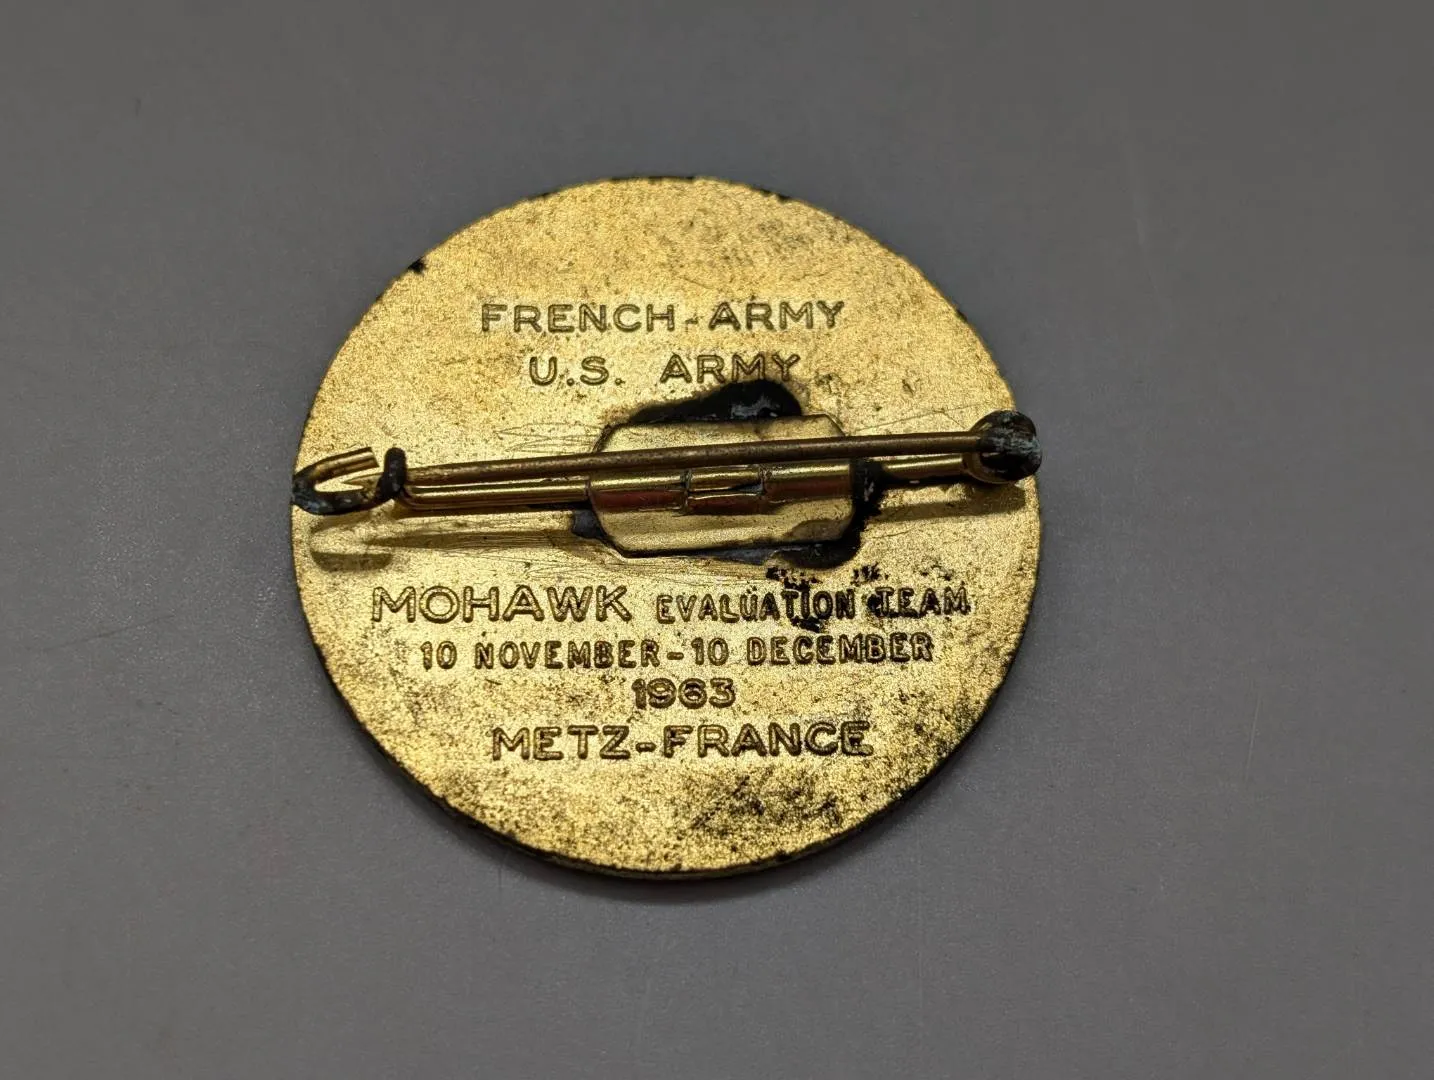 FRENCH-ARMY
U.S. ARMY
MOHAWK EVALUATION TEAM
10 NOVEMBER-10 DECEMBER
1963
METZ-FRANCE